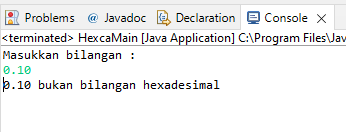 Problems @ Javadoc Declaration Console
<terminated> HexcaMain [Java Application] C:\Program Files\Jav
Masukkan bilangan :
0.10
0.10 bukan bilangan hexadesimal